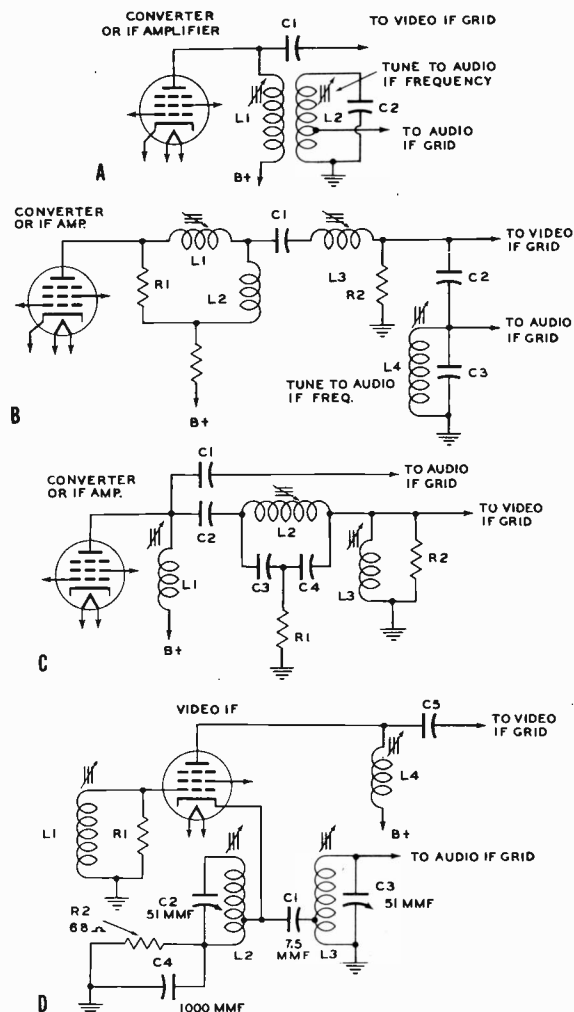 CONVERTER
OR IF AMPLIFIER
C1
TO VIDEO IF GRID
TUNE TO AUDIO
IF FREQUENCY
L1
L2
C2
TO AUDIO
IF GRID
B+
A
CONVERTER
OR IF AMP.
L1
C1
L3
TO VIDEO
IF GRID
R1
L2
R2
C2
TO AUDIO
IF GRID
L4
C3
TUNE TO AUDIO
IF FREQ.
B+
B
CONVERTER
OR IF AMP.
C1
TO AUDIO
IF GRID
C2
L2
TO VIDEO
IF GRID
L1
C3
C4
L3
R2
B+
R1
C
VIDEO IF
C5
TO VIDEO
IF GRID
L4
B+
L1
R1
TO AUDIO IF GRID
C2
51 MMF
C1
C3
51 MMF
R2
68 Ω
L2
7.5
MMF
L3
C4
1000 MMF
D